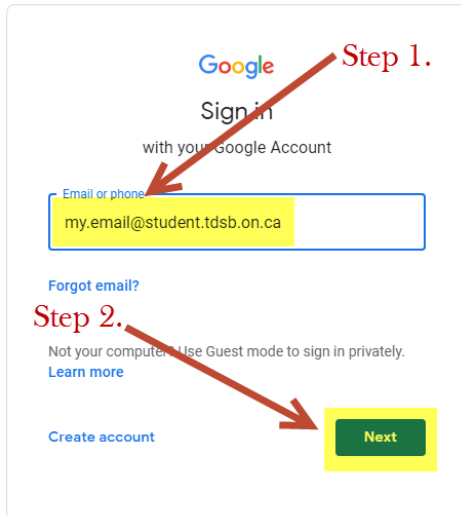 Google
Step 1.
Sign in
with your Google Account
Email or phone
my.email@student.tdsb.on.ca
Forgot email?
Step 2.
Not your computer? Use Guest mode to sign in privately.
Learn more
Create account
Next